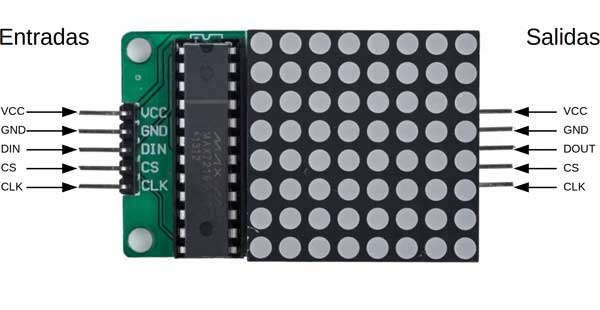 Entradas
Salidas
VCC
GND
DIN
CS
CLK
VCC
GND
DIN
CS
CLK
VCC
GND
DOUT
CS
CLK